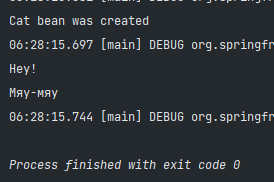 Cat bean was created
06:28:15.697 [main] DEBUG org.springfr
Hey!
Мяу-мяу
06:28:15.744 [main] DEBUG org.springfr
Process finished with exit code 0